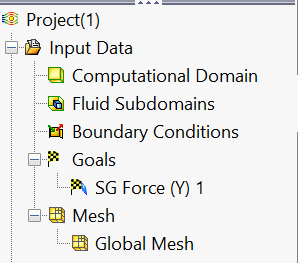 Project(1)
Input Data
Computational Domain
Fluid Subdomains
Boundary Conditions
Goals
SG Force (Y) 1
Mesh
Global Mesh